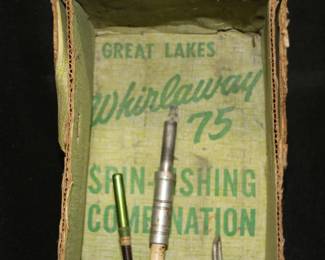 GREAT LAKES
Whirlaway
75
SPIN-FISHING
COMBINATION